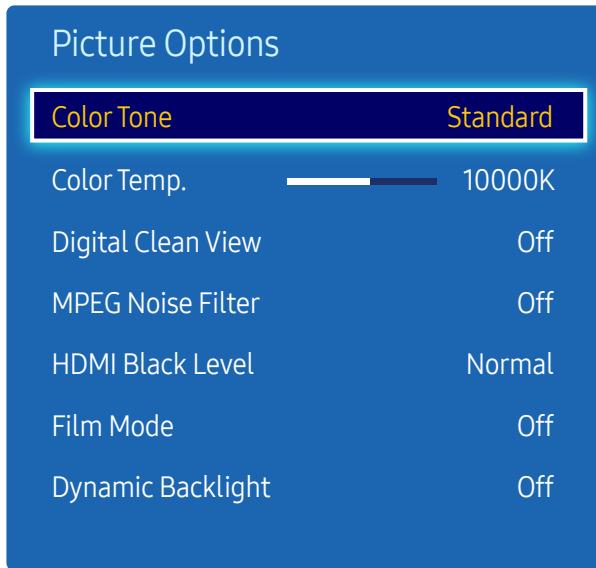 Picture Options
Color Tone Standard
Color Temp. 10000K
Digital Clean View Off
MPEG Noise Filter Off
HDMI Black Level Normal
Film Mode Off
Dynamic Backlight Off